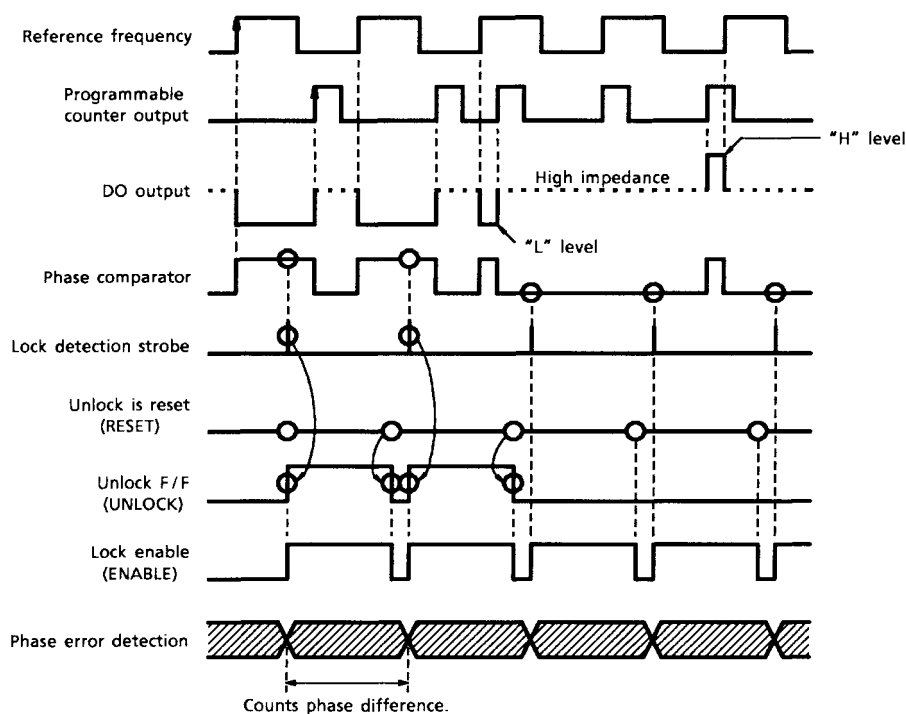 Reference frequency
Programmable
counter output
"H" level
High impedance
DO output
"L" level
Phase comparator
Lock detection strobe
Unlock is reset
(RESET)
Unlock F/F
(UNLOCK)
Lock enable
(ENABLE)
Phase error detection
Counts phase difference.